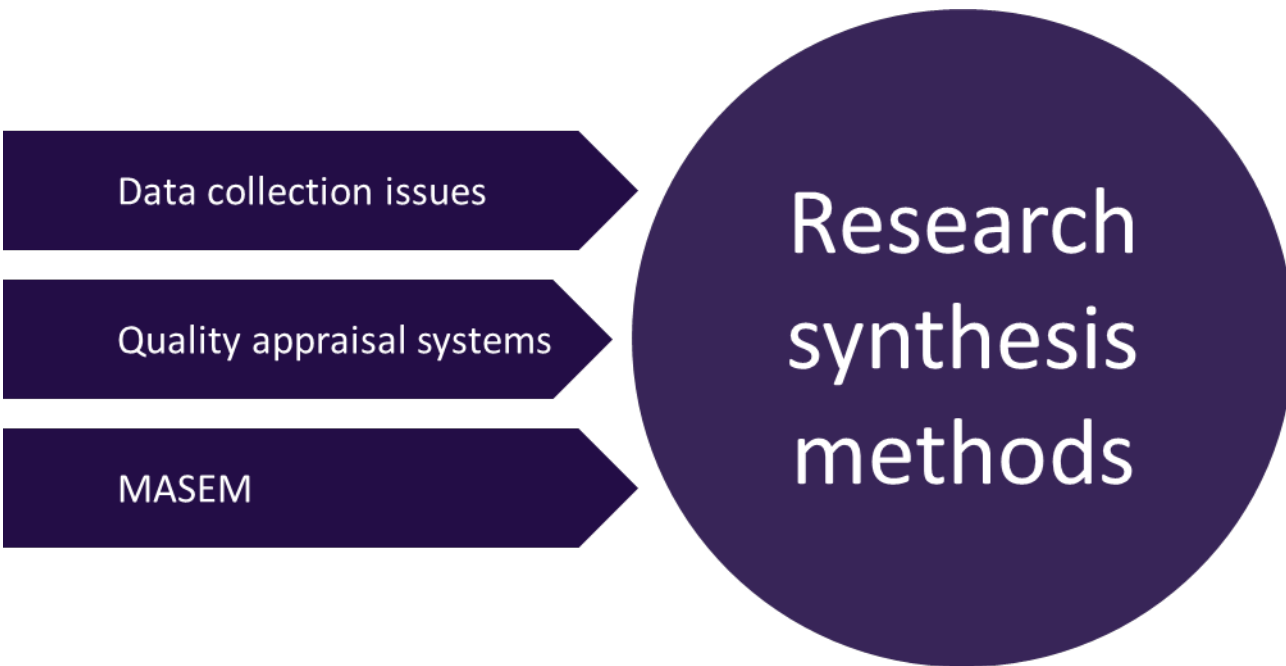 Data collection issues
Quality appraisal systems
MASEM
Research
synthesis
methods